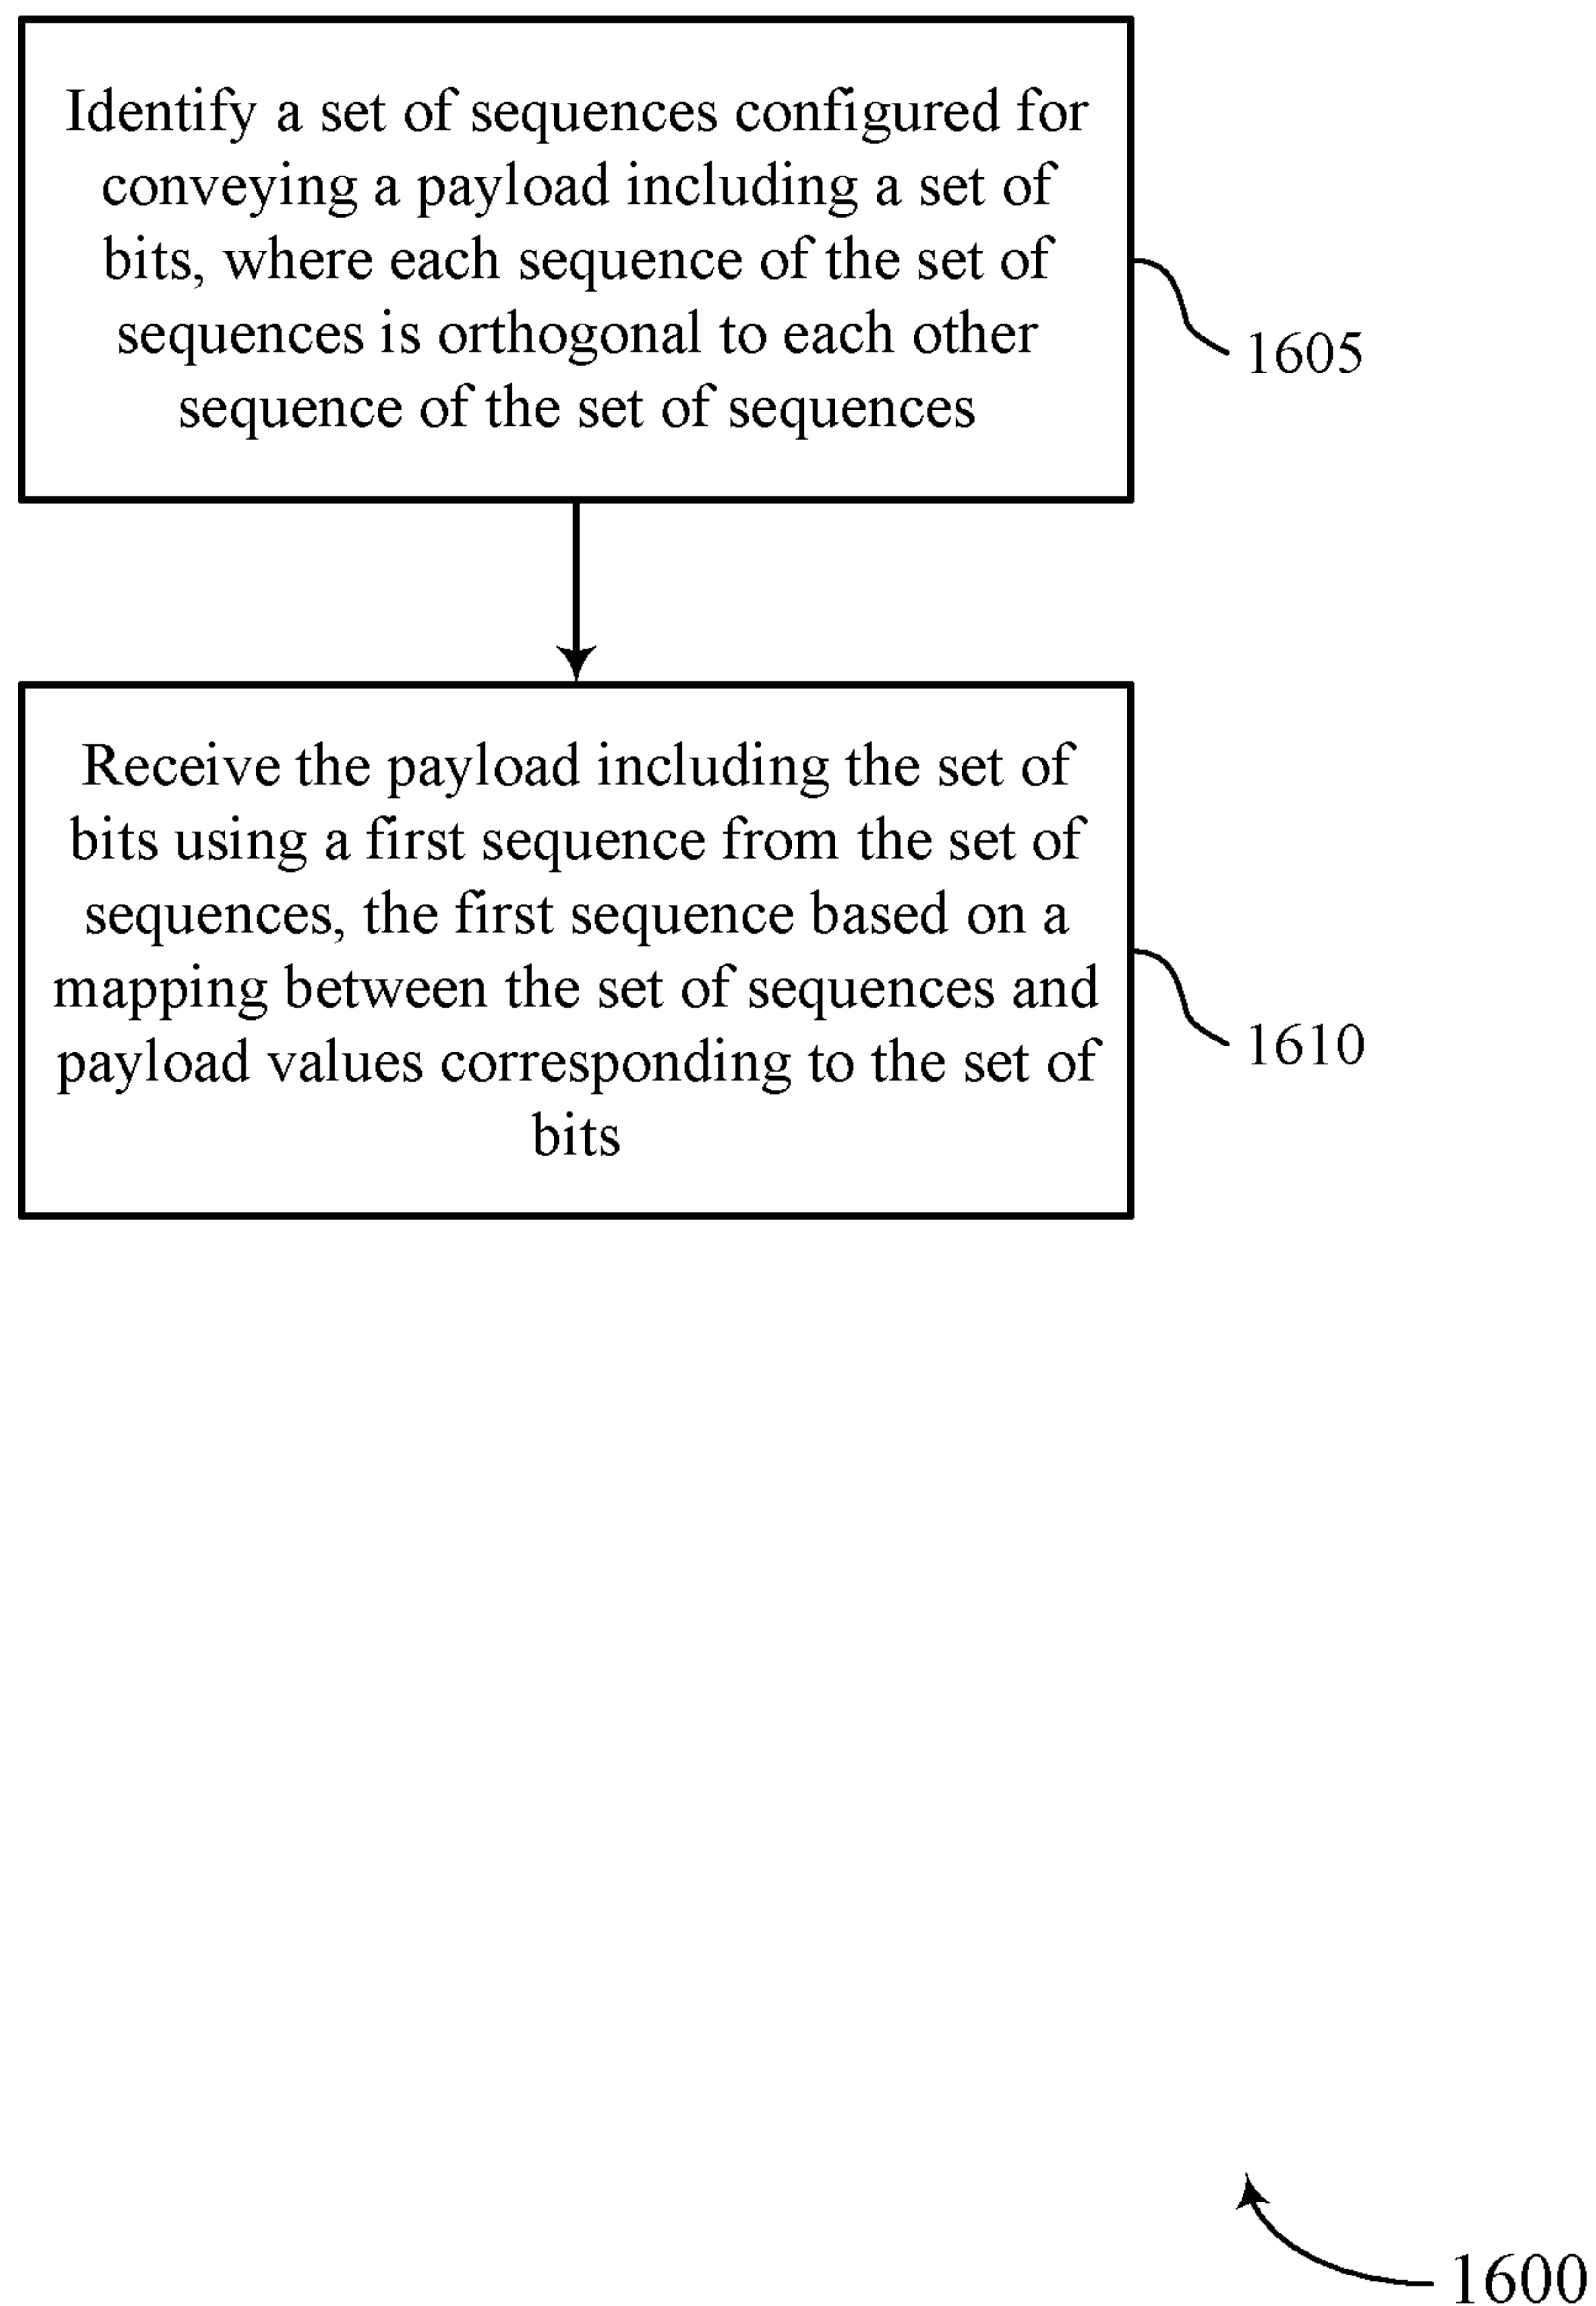 Identify a set of sequences configured for
conveying a payload including a set of
bits, where each sequence of the set of
sequences is orthogonal to each other
sequence of the set of sequences
1605
Receive the payload including the set of
bits using a first sequence from the set of
sequences, the first sequence based on a
mapping between the set of sequences and
payload values corresponding to the set of
bits
1610
1600